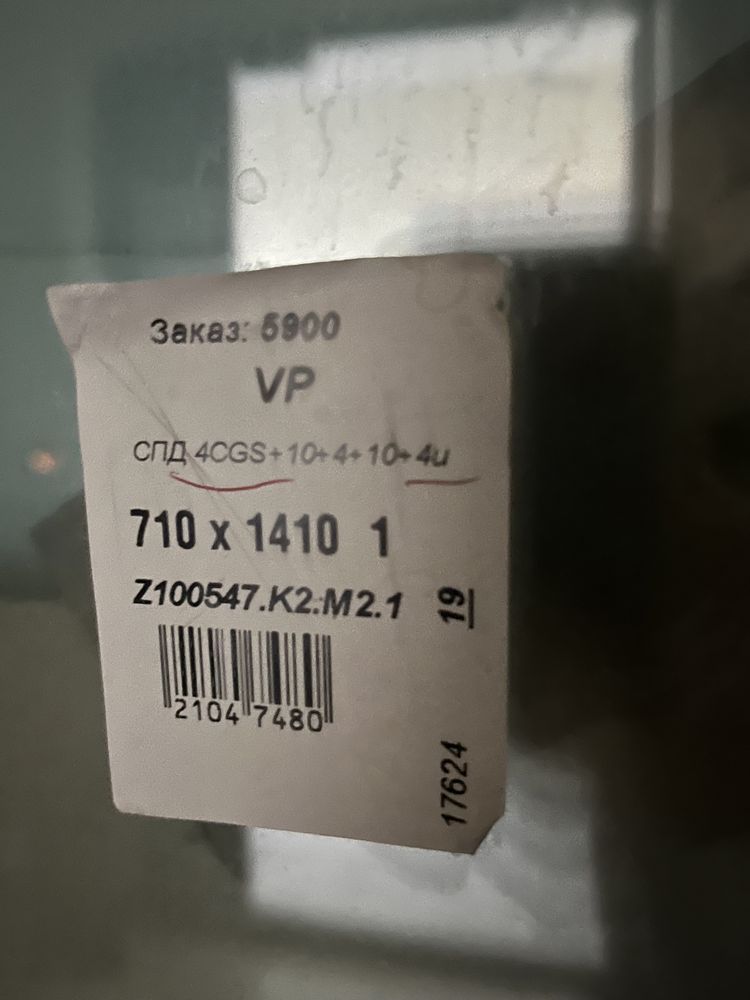 Заказ: 5900
VP
СПД 4CGS+10+4+10+4u
710 x 1410 1
Z100547.K2.M2.1
19
2104 7480
17624